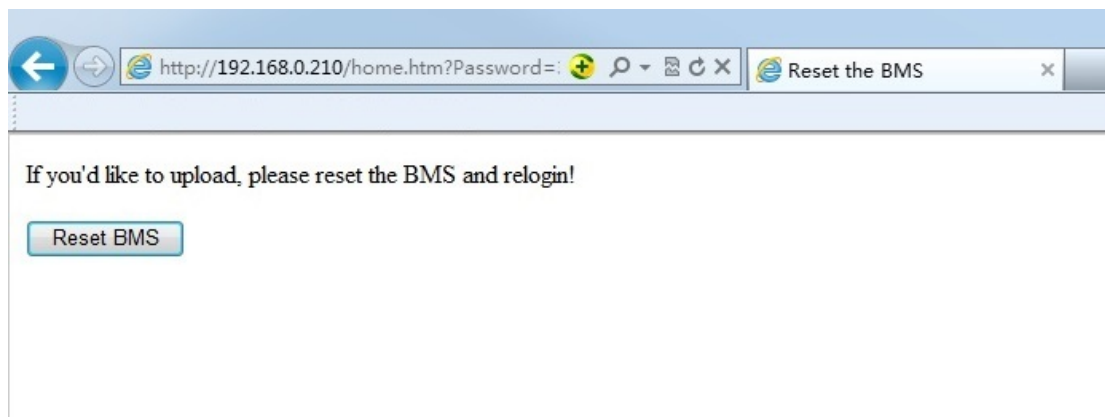 http://192.168.0.210/home.htm?Password=
Reset the BMS
If you'd like to upload, please reset the BMS and relogin!
Reset BMS